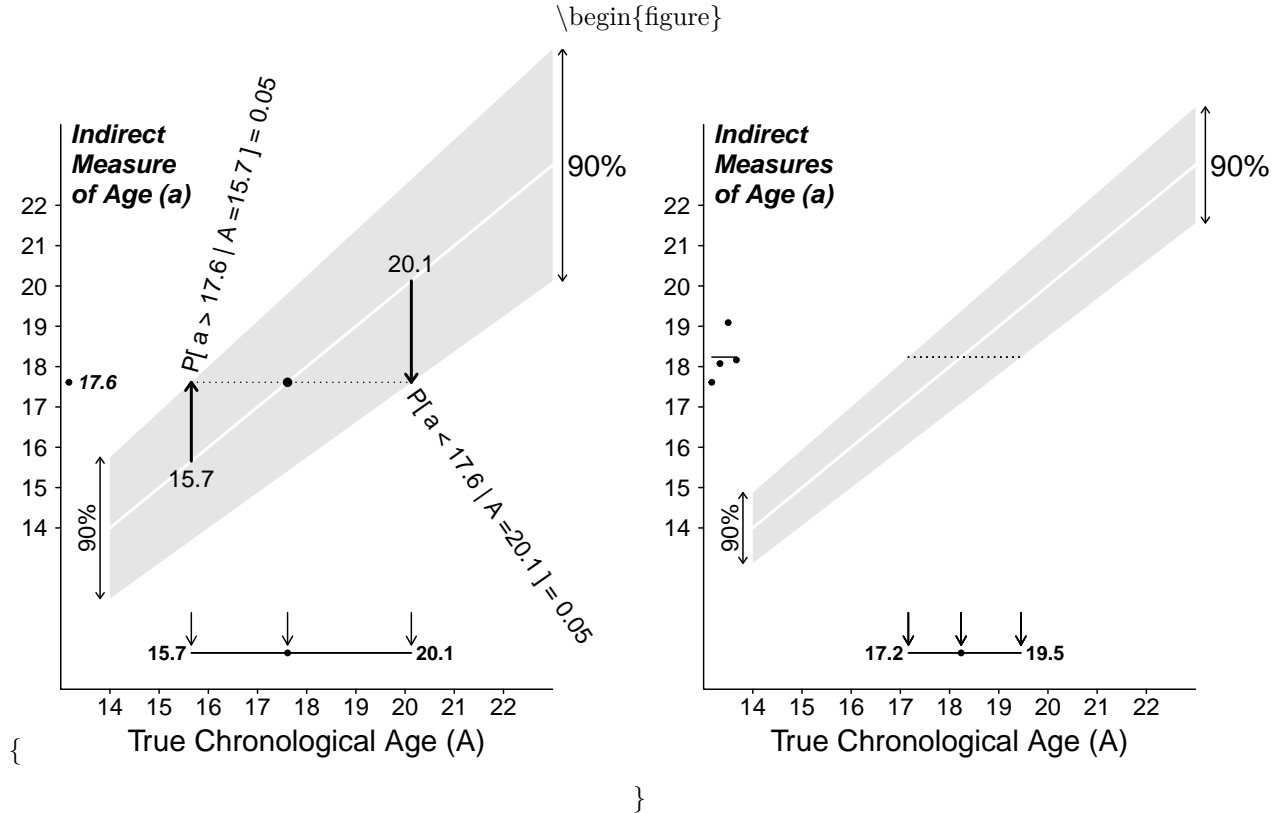 \begin{figure}
Indirect
Measure
of Age (a)
P[ a > 17.6 | A =15.7 ] = 0.05
90%
22
21
20
19
18
17
16
15
14
17.6
20.1
15.7
90%
P[ a < 17.6 | A =20.1 ] = 0.05
15.7
20.1
14 15 16 17 18 19 20 21 22
True Chronological Age (A)
Indirect
Measures
of Age (a)
90%
22
21
20
19
18
17
16
15
14
90%
17.2
19.5
14 15 16 17 18 19 20 21 22
True Chronological Age (A)
{
}